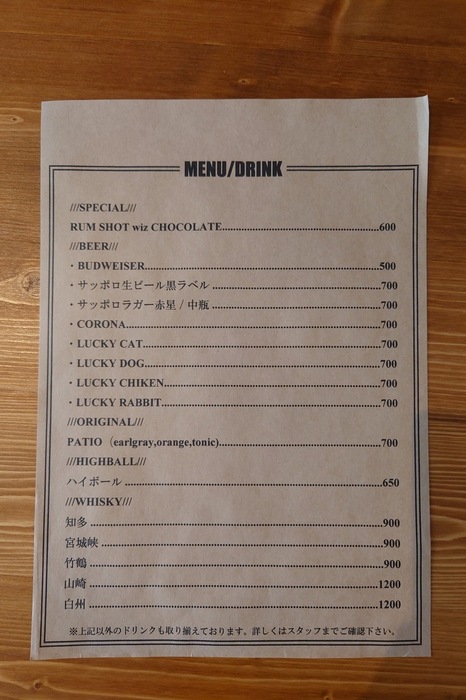 MENU/DRINK
///SPECIAL///
RUM SHOT wiz CHOCOLATE..........600
///BEER///
・BUDWEISER..........500
・サッポロ生ビール黒ラベル..........700
・サッポロラガー赤星 / 中瓶..........700
・CORONA..........700
・LUCKY CAT..........700
・LUCKY DOG..........700
・LUCKY CHIKEN..........700
・LUCKY RABBIT..........700
///ORIGINAL///
PATIO（earlgray,orange,tonic)..........700
///HIGHBALL///
ハイボール..........650
///WHISKY///
知多..........900
宮城峡..........900
竹鶴..........900
山崎..........1200
白州..........1200
※上記以外のドリンクも取り揃えております。詳しくはスタッフまでご確認下さい。